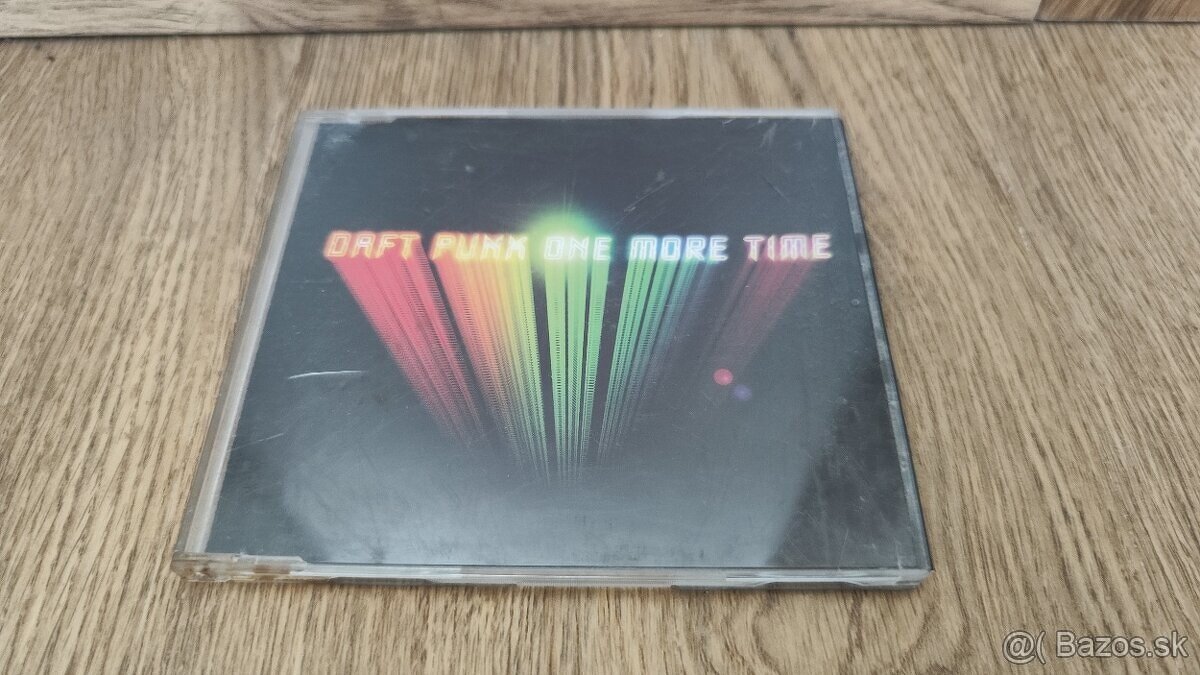 DAFT PUNK ONE MORE TIME
@( Bazos.sk